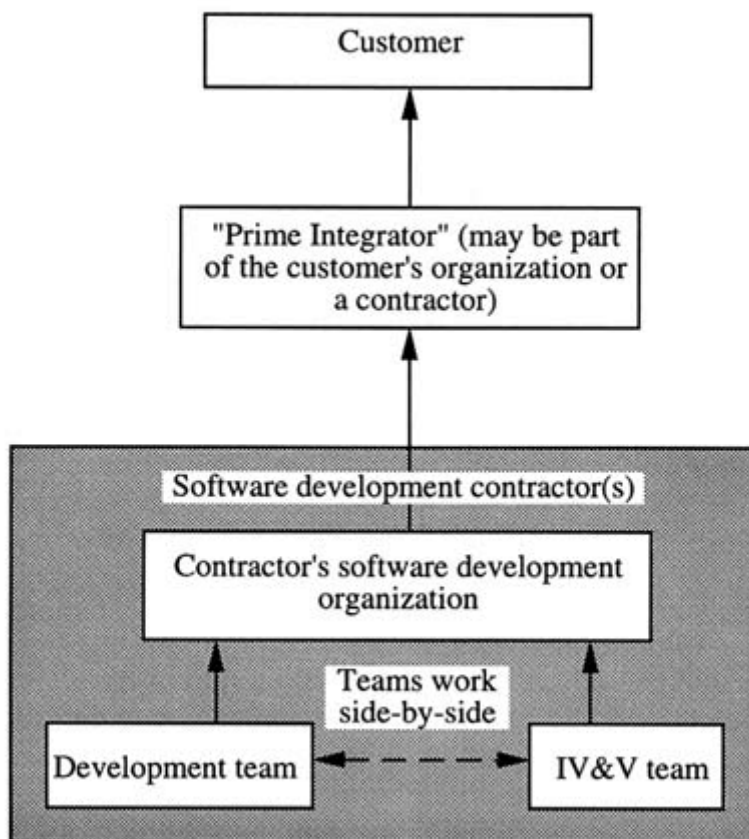 Customer
"Prime Integrator" (may be part
of the customer's organization or
a contractor)
Software development contractor(s)
Contractor's software development
organization
Teams work
side-by-side
Development team
IV&V team